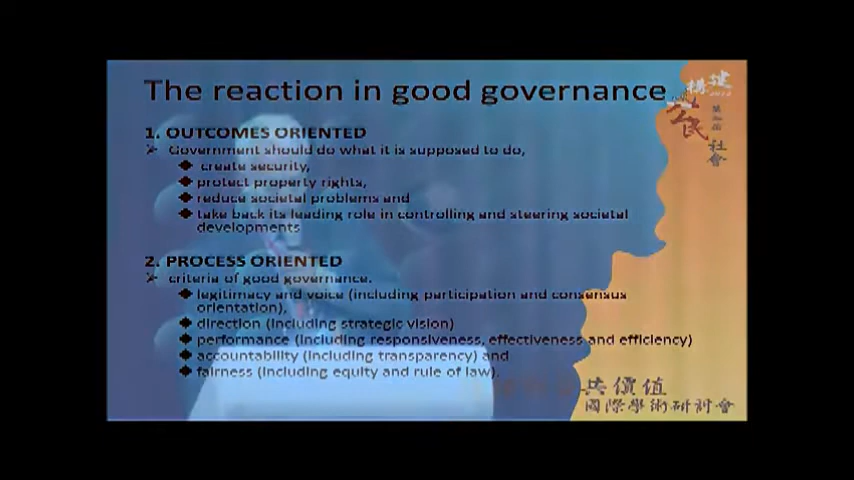 The reaction in good governance
1. OUTCOMES ORIENTED
➢ Government should do what it is supposed to do,
◆ create security,
◆ protect property rights,
◆ reduce societal problems and
◆ take back its leading role in controlling and steering societal
developments
2. PROCESS ORIENTED
➢ criteria of good governance.
◆ legitimacy and voice (including participation and consensus
orientation),
◆ direction (including strategic vision)
◆ performance (including responsiveness, effectiveness and efficiency)
◆ accountability (including transparency) and
◆ fairness (including equity and rule of law).
構建
公民
社會
共價值
國際學術研討會